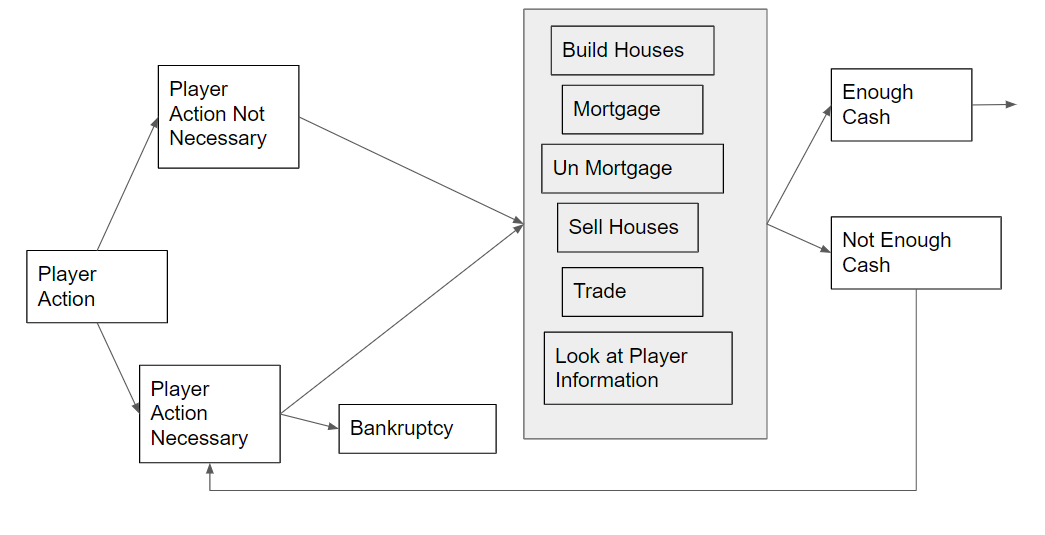 Player
Action
Player
Action Not
Necessary
Player
Action
Necessary
Bankruptcy
Build Houses
Mortgage
Un Mortgage
Sell Houses
Trade
Look at Player
Information
Enough
Cash
Not Enough
Cash